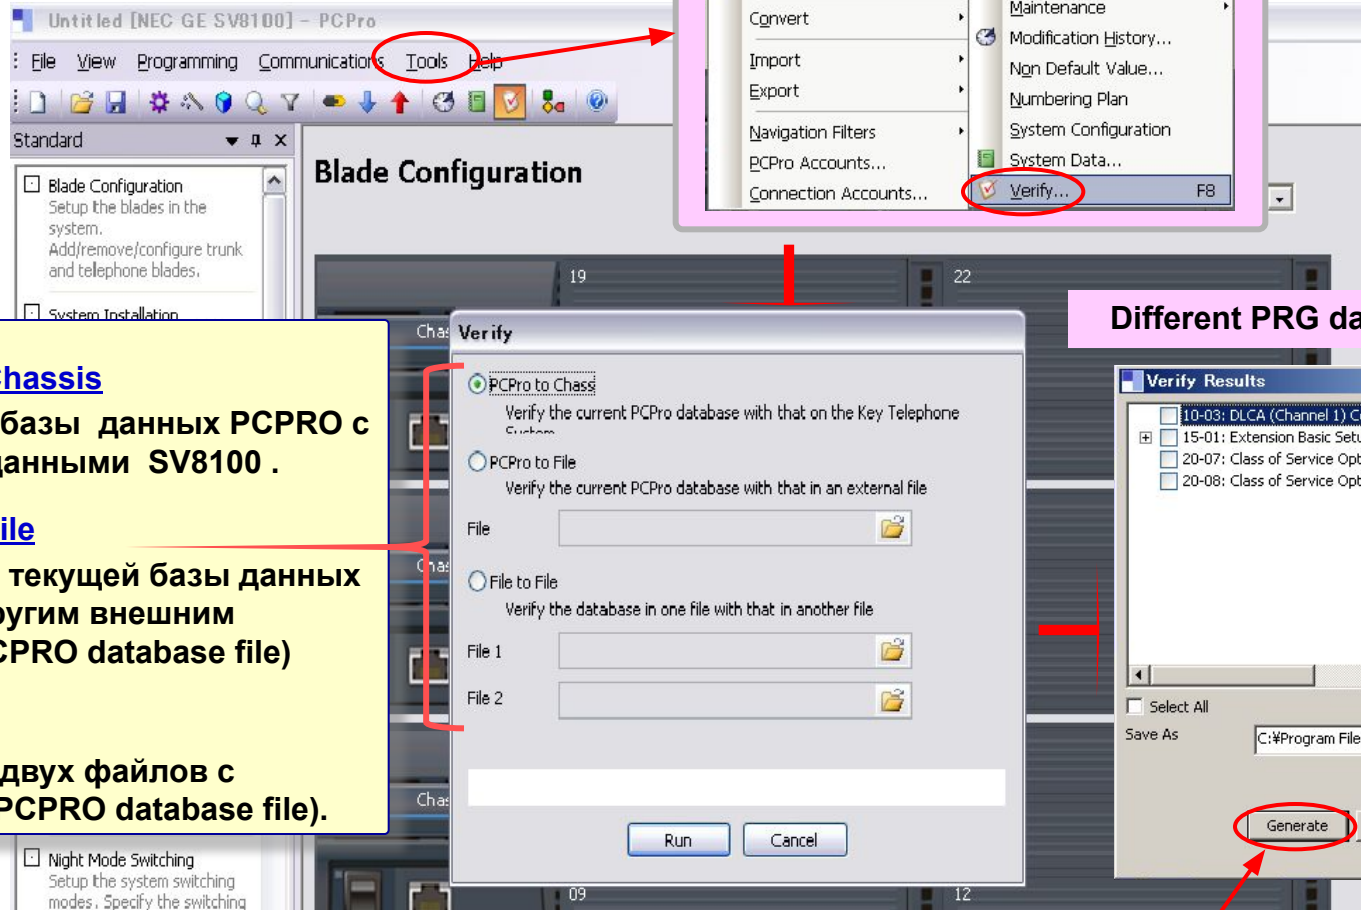 Untitled [NEC GE SV8100] - PCPro
File View Programming Communications Tools Help
Convert
Import
Export
Navigation Filters
PCPro Accounts...
Connection Accounts...
Maintenance
Modification History...
Non Default Value...
Numbering Plan
System Configuration
System Data...
Verify... F8
Standard
Blade Configuration
Setup the blades in the
system.
Add/remove/configure trunk
and telephone blades.
System Installation
Blade Configuration
19
22
Chassis
базы данных PCPRO с
данными SV8100 .
текущей базы данных
другим внешним
PCPRO database file)
двух файлов с
PCPRO database file).
Night Mode Switching
Setup the system switching
modes. Specify the switching
Verify
PCPro to Chass
Verify the current PCPro database with that on the Key Telephone
System
PCPro to File
Verify the current PCPro database with that in an external file
File
File to File
Verify the database in one file with that in another file
File 1
File 2
Run Cancel
09
12
Different PRG da
Verify Results
10-03: DLCA (Channel 1) Co
15-01: Extension Basic Setu
20-07: Class of Service Opt
20-08: Class of Service Opt
Select All
Save As C:¥Program File
Generate